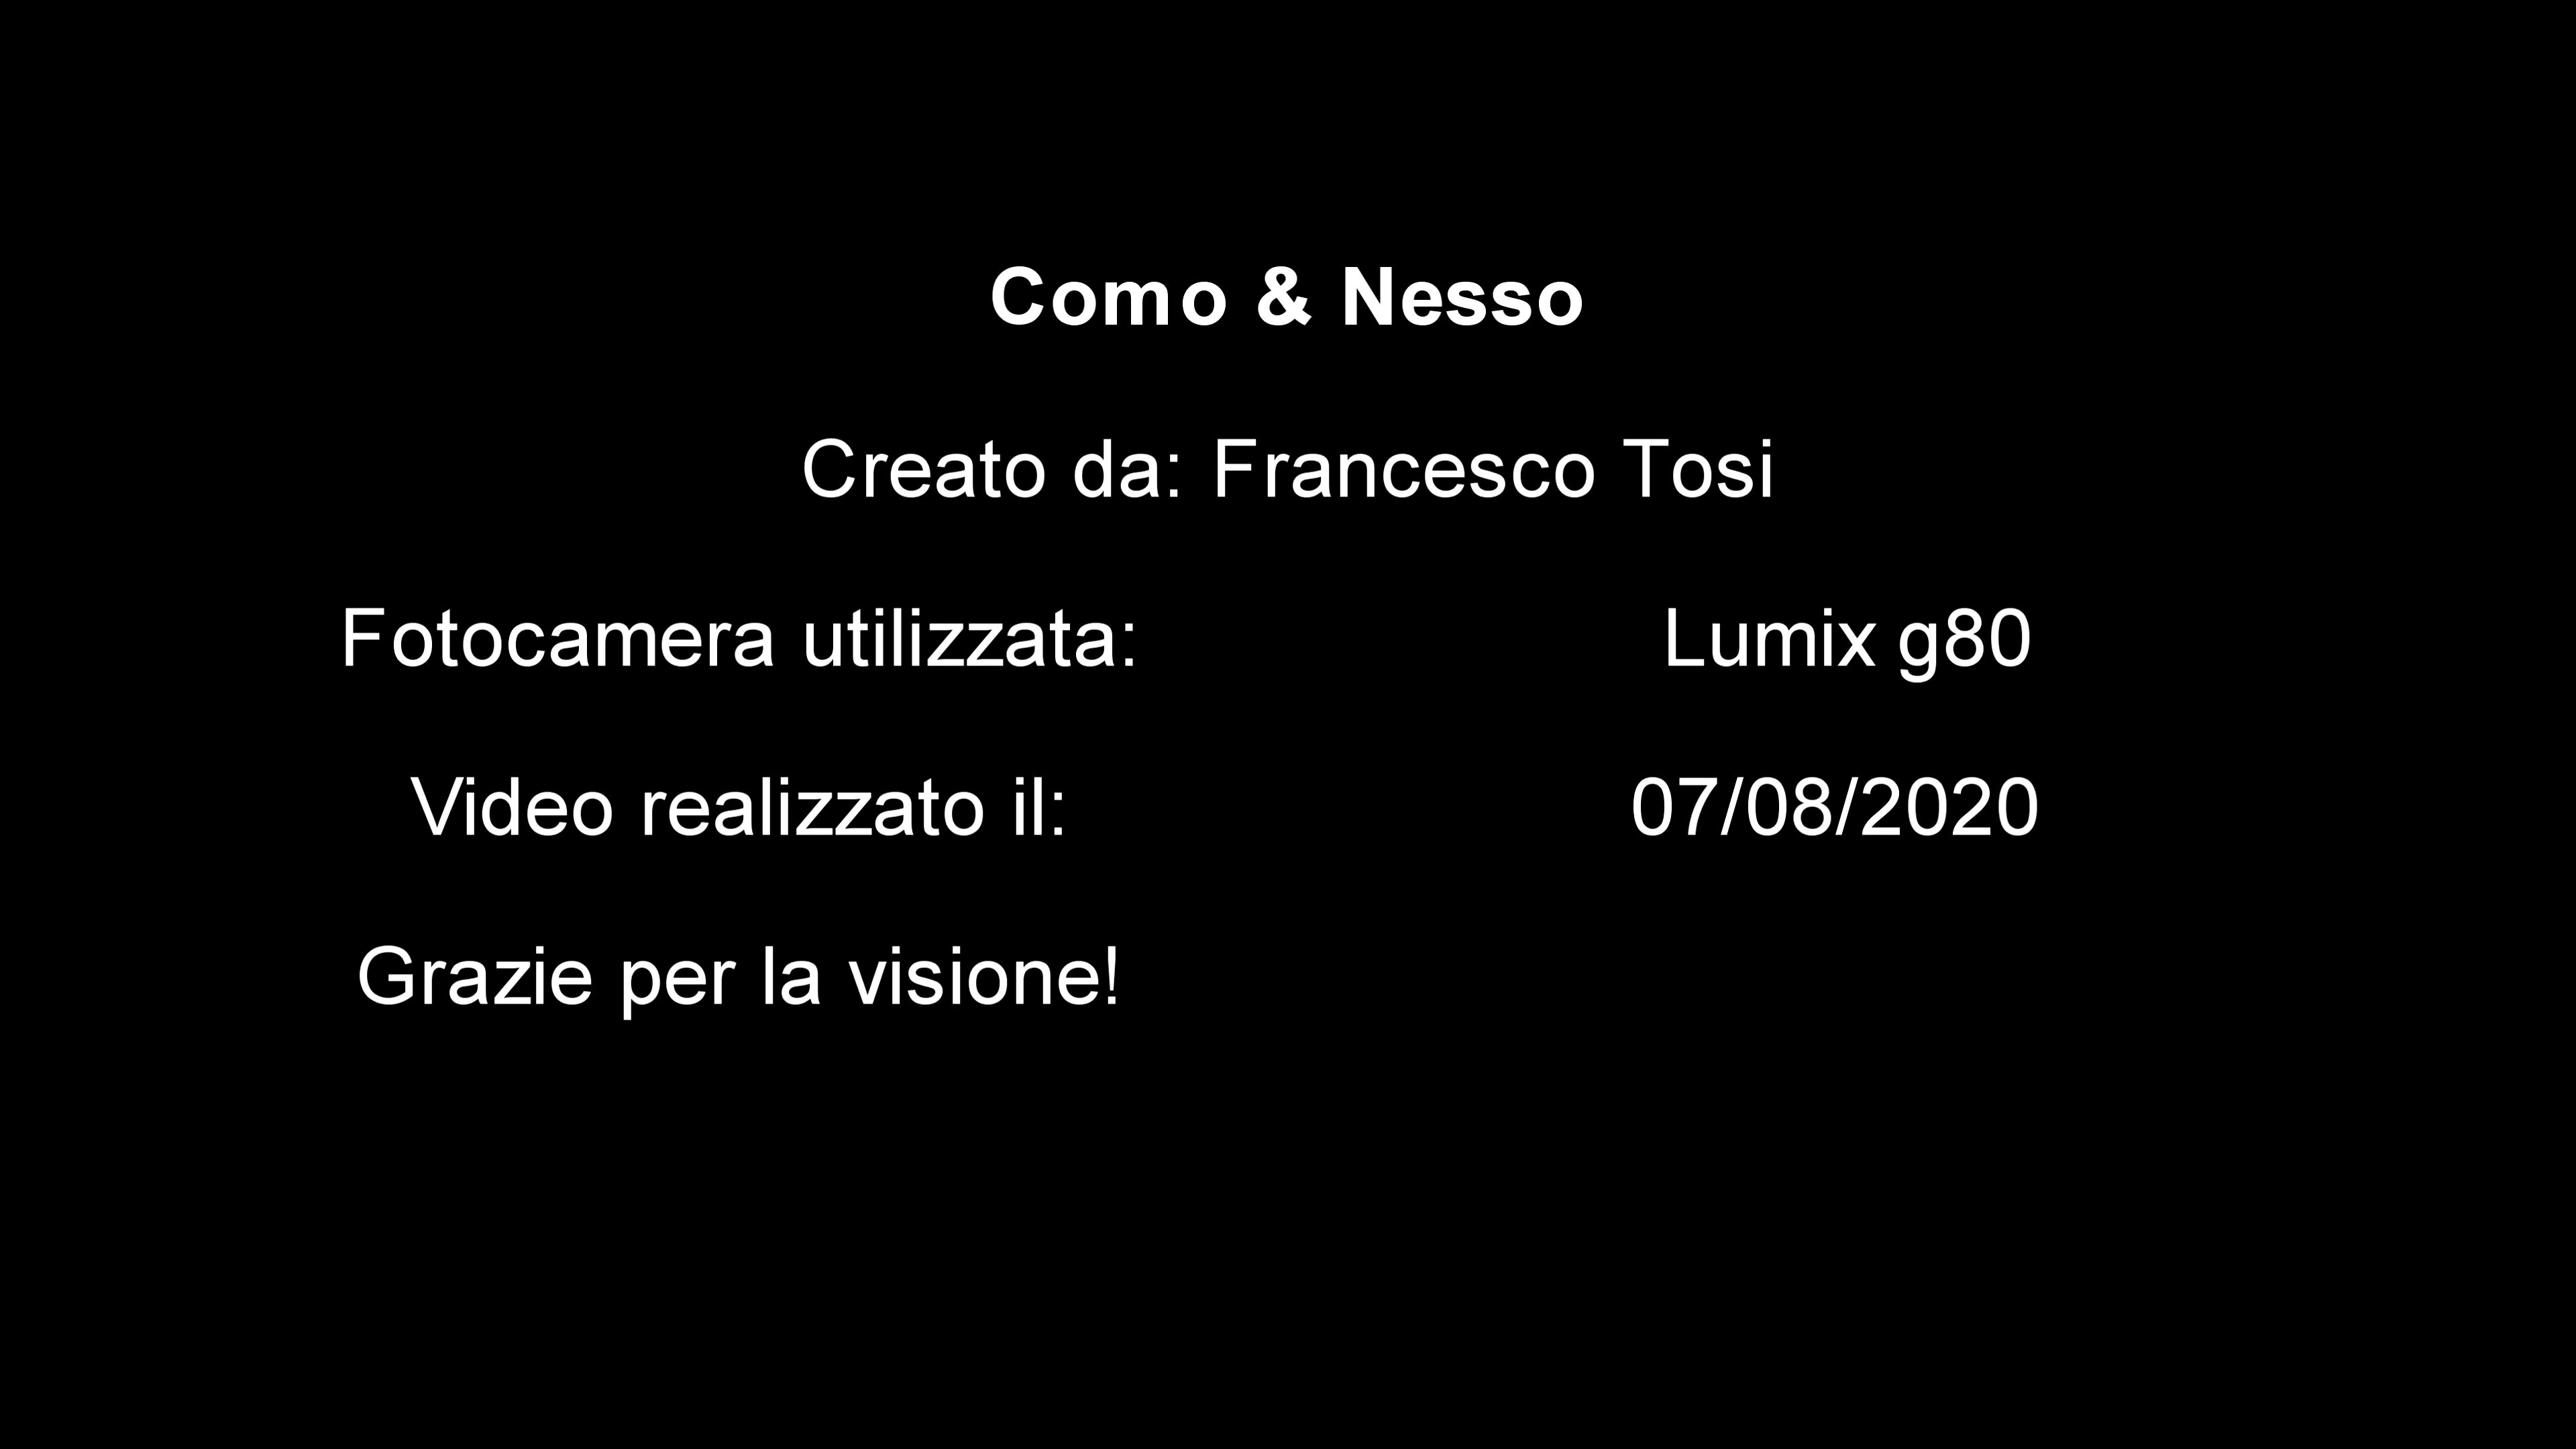 Como & Nesso
Creato da: Francesco Tosi
Fotocamera utilizzata: Lumix g80
Video realizzato il: 07/08/2020
Grazie per la visione!